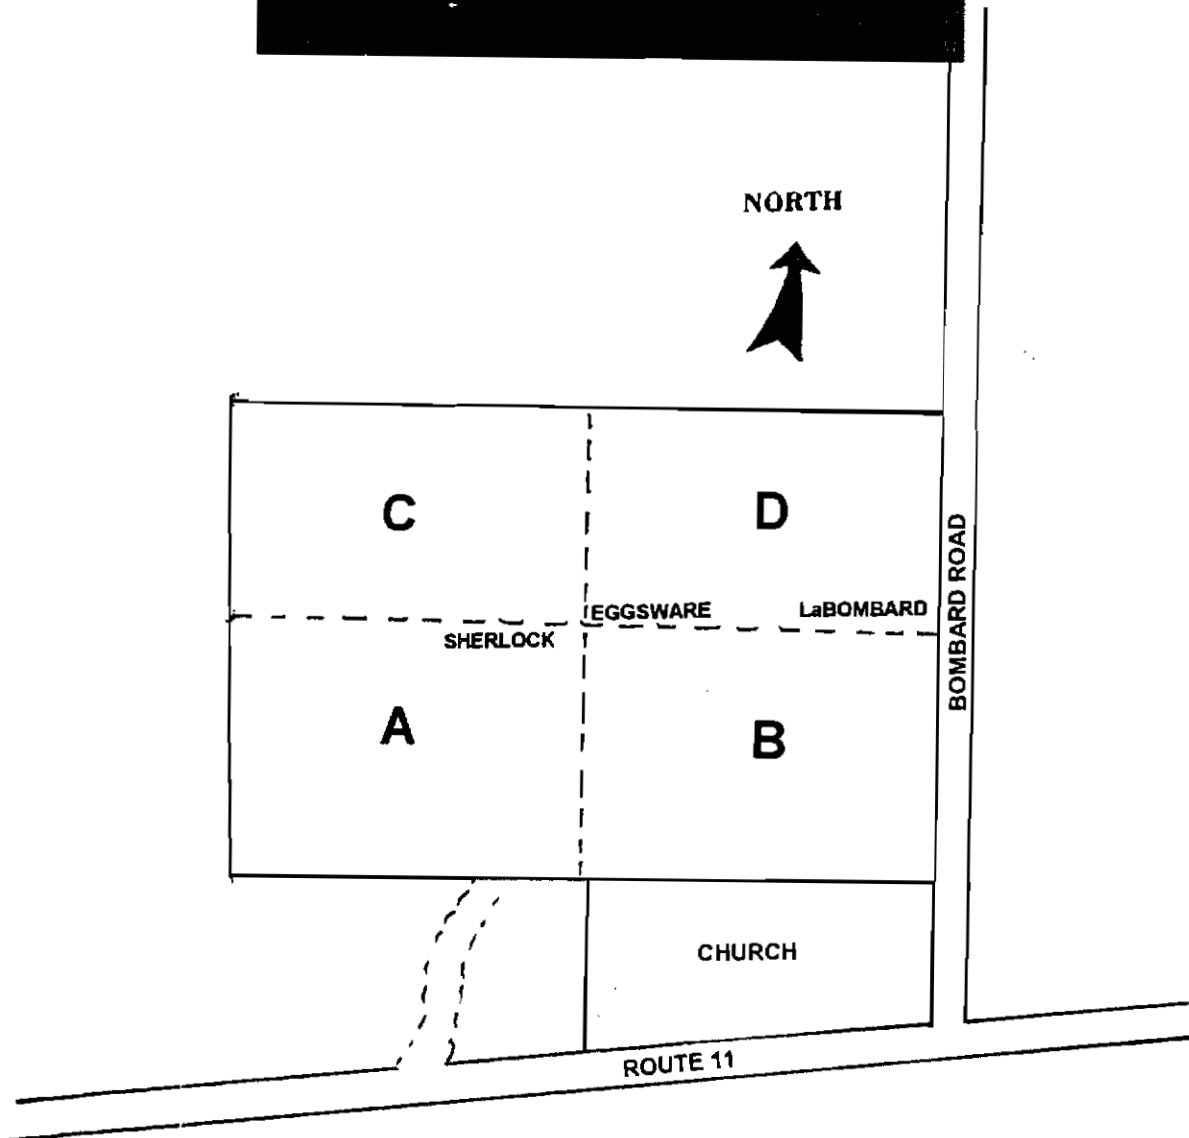 NORTH
C
D
BOMBARD ROAD
EGGSWARE
LaBOMBARD
SHERLOCK
A
B
CHURCH
ROUTE 11